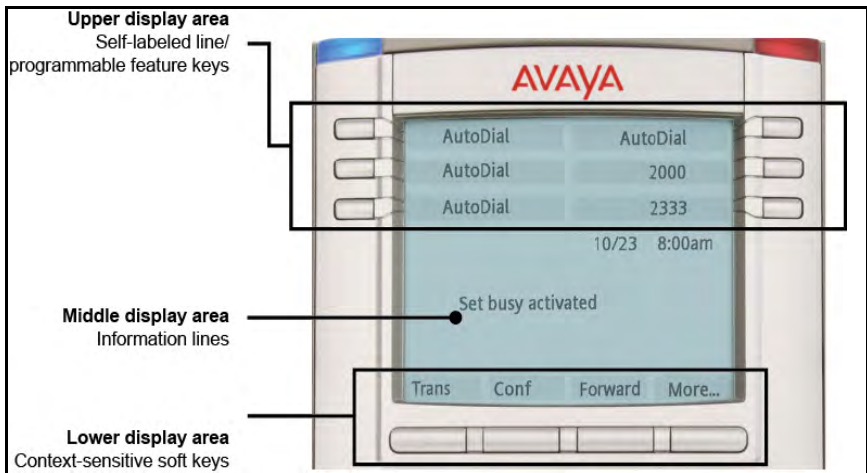 Upper display area
Self-labeled line/
programmable feature keys
AVAYA
AutoDial AutoDial
AutoDial 2000
AutoDial 2333
10/23 8:00am
Set busy activated
Middle display area
Information lines
Trans Conf Forward More...
Lower display area
Context-sensitive soft keys